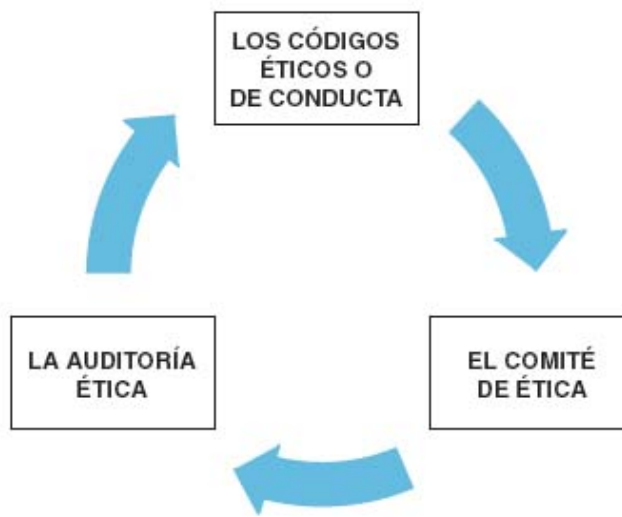 LOS CÓDIGOS
ÉTICOS O
DE CONDUCTA
LA AUDITORÍA
ÉTICA
EL COMITÉ
DE ÉTICA